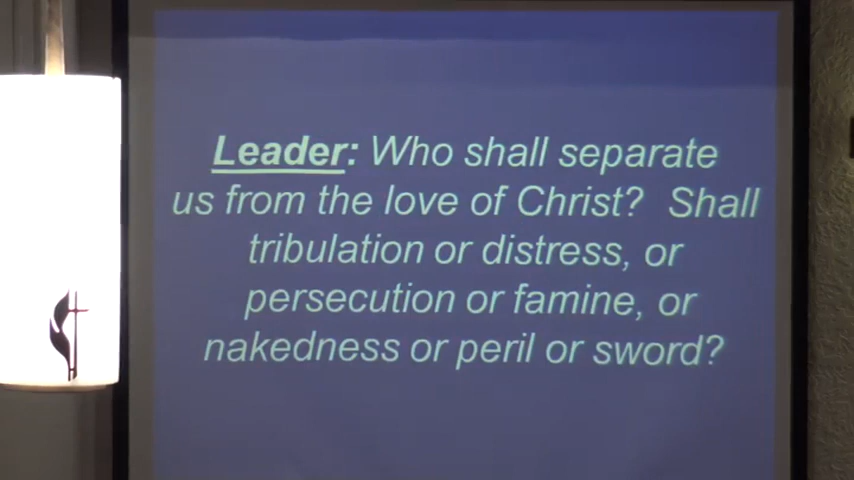 Leader: Who shall separate
us from the love of Christ?  Shall
tribulation or distress, or
persecution or famine, or
nakedness or peril or sword?